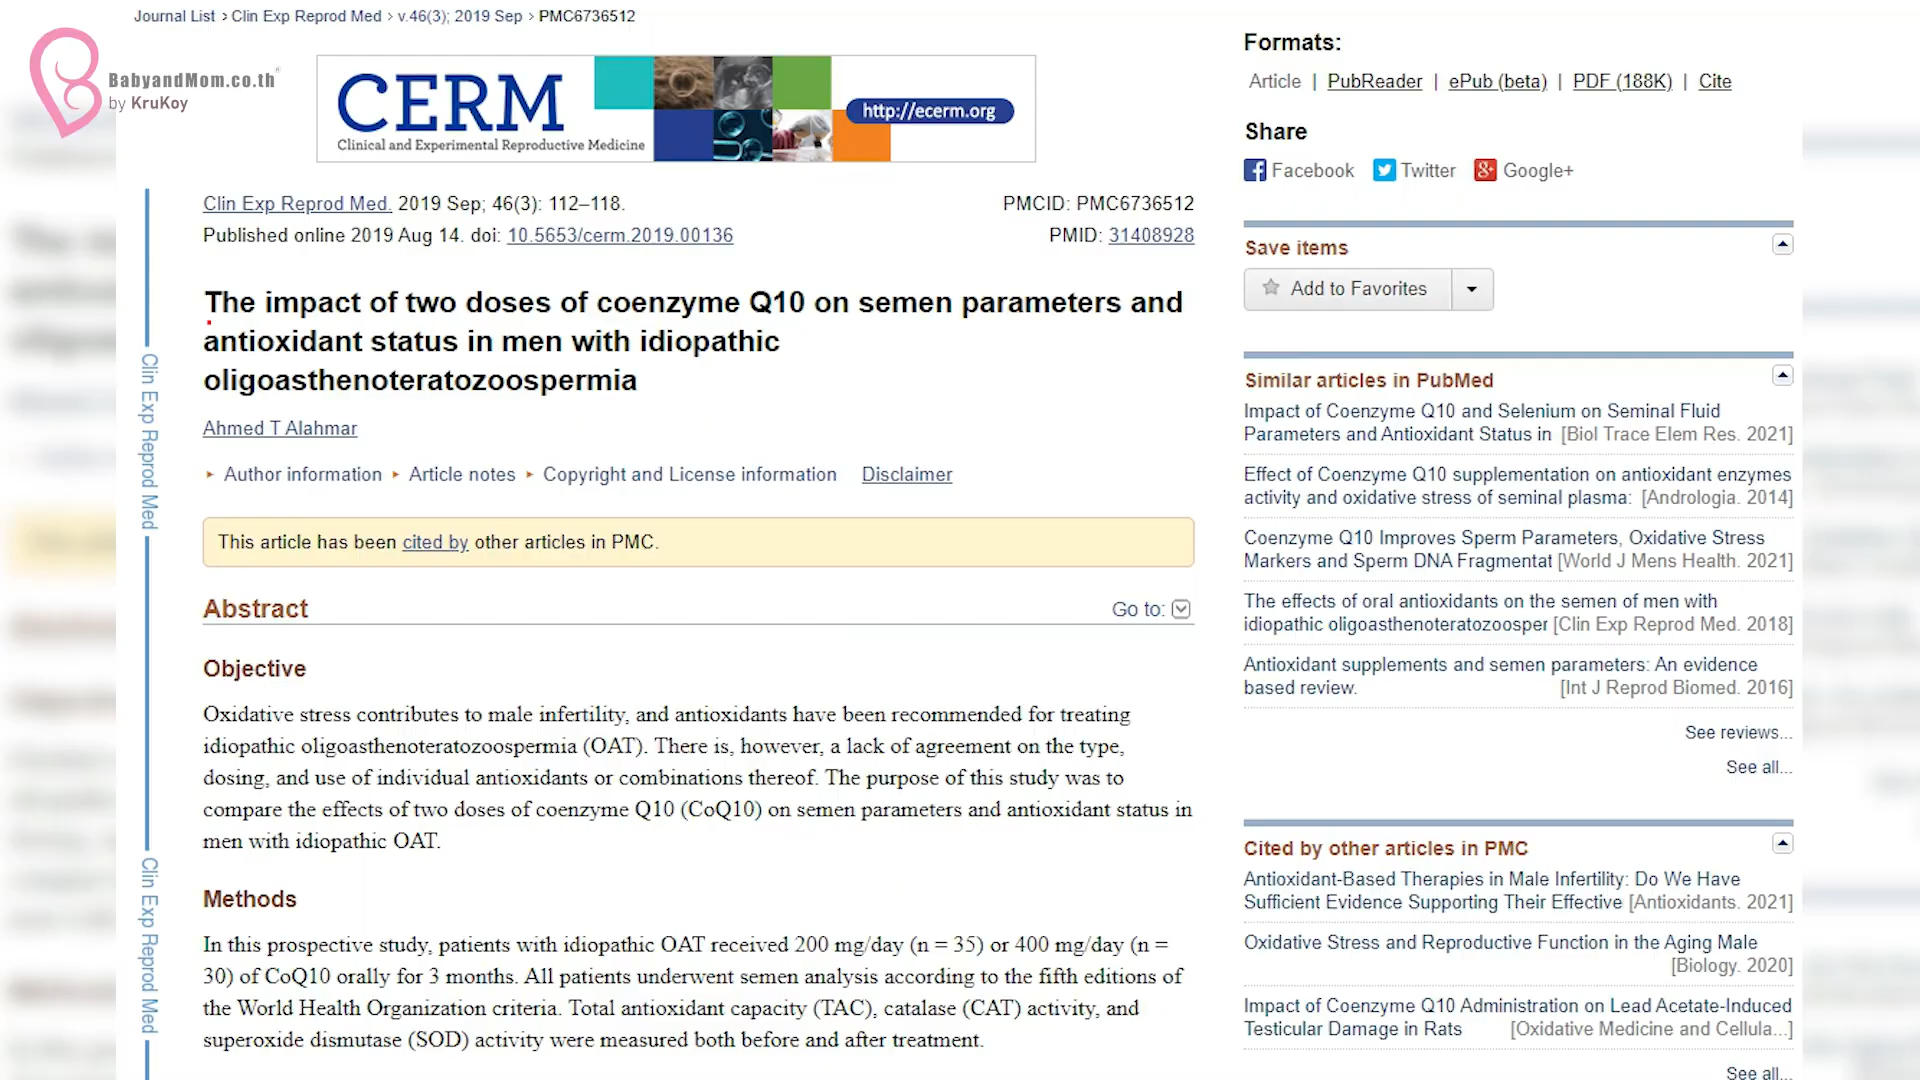 Journal List > Clin Exp Reprod Med > v.46(3); 2019 Sep > PMC6736512
BabyandMom.co.th
by KruKoy
CERM
Clinical and Experimental Reproductive Medicine
http://ecerm.org
Clin Exp Reprod Med. 2019 Sep; 46(3): 112–118.
PMCID: PMC6736512
Published online 2019 Aug 14. doi: 10.5653/cerm.2019.00136
PMID: 31408928
The impact of two doses of coenzyme Q10 on semen parameters and
antioxidant status in men with idiopathic
oligoasthenoteratozoospermia
Ahmed T Alahmar
Author information Article notes Copyright and License information Disclaimer
This article has been cited by other articles in PMC.
Abstract
Go to:
Objective
Oxidative stress contributes to male infertility, and antioxidants have been recommended for treating
idiopathic oligoasthenoteratozoospermia (OAT). There is, however, a lack of agreement on the type,
dosing, and use of individual antioxidants or combinations thereof. The purpose of this study was to
compare the effects of two doses of coenzyme Q10 (CoQ10) on semen parameters and antioxidant status in
men with idiopathic OAT.
Methods
In this prospective study, patients with idiopathic OAT received 200 mg/day (n = 35) or 400 mg/day (n =
30) of CoQ10 orally for 3 months. All patients underwent semen analysis according to the fifth editions of
the World Health Organization criteria. Total antioxidant capacity (TAC), catalase (CAT) activity, and
superoxide dismutase (SOD) activity were measured both before and after treatment.
Clin Exp Reprod Med
Clin Exp Reprod Med
Formats:
Article | PubReader | ePub (beta) | PDF (188K) | Cite
Share
Facebook Twitter Google+
Save items
Add to Favorites
Similar articles in PubMed
Impact of Coenzyme Q10 and Selenium on Seminal Fluid
Parameters and Antioxidant Status in [Biol Trace Elem Res. 2021]
Effect of Coenzyme Q10 supplementation on antioxidant enzymes
activity and oxidative stress of seminal plasma: [Andrologia. 2014]
Coenzyme Q10 Improves Sperm Parameters, Oxidative Stress
Markers and Sperm DNA Fragmentat [World J Mens Health. 2021]
The effects of oral antioxidants on the semen of men with
idiopathic oligoasthenoteratozoosper [Clin Exp Reprod Med. 2018]
Antioxidant supplements and semen parameters: An evidence
based review. [Int J Reprod Biomed. 2016]
See reviews...
See all...
Cited by other articles in PMC
Antioxidant-Based Therapies in Male Infertility: Do We Have
Sufficient Evidence Supporting Their Effective [Antioxidants. 2021]
Oxidative Stress and Reproductive Function in the Aging Male
[Biology. 2020]
Impact of Coenzyme Q10 Administration on Lead Acetate-Induced
Testicular Damage in Rats [Oxidative Medicine and Cellula...]
See all...